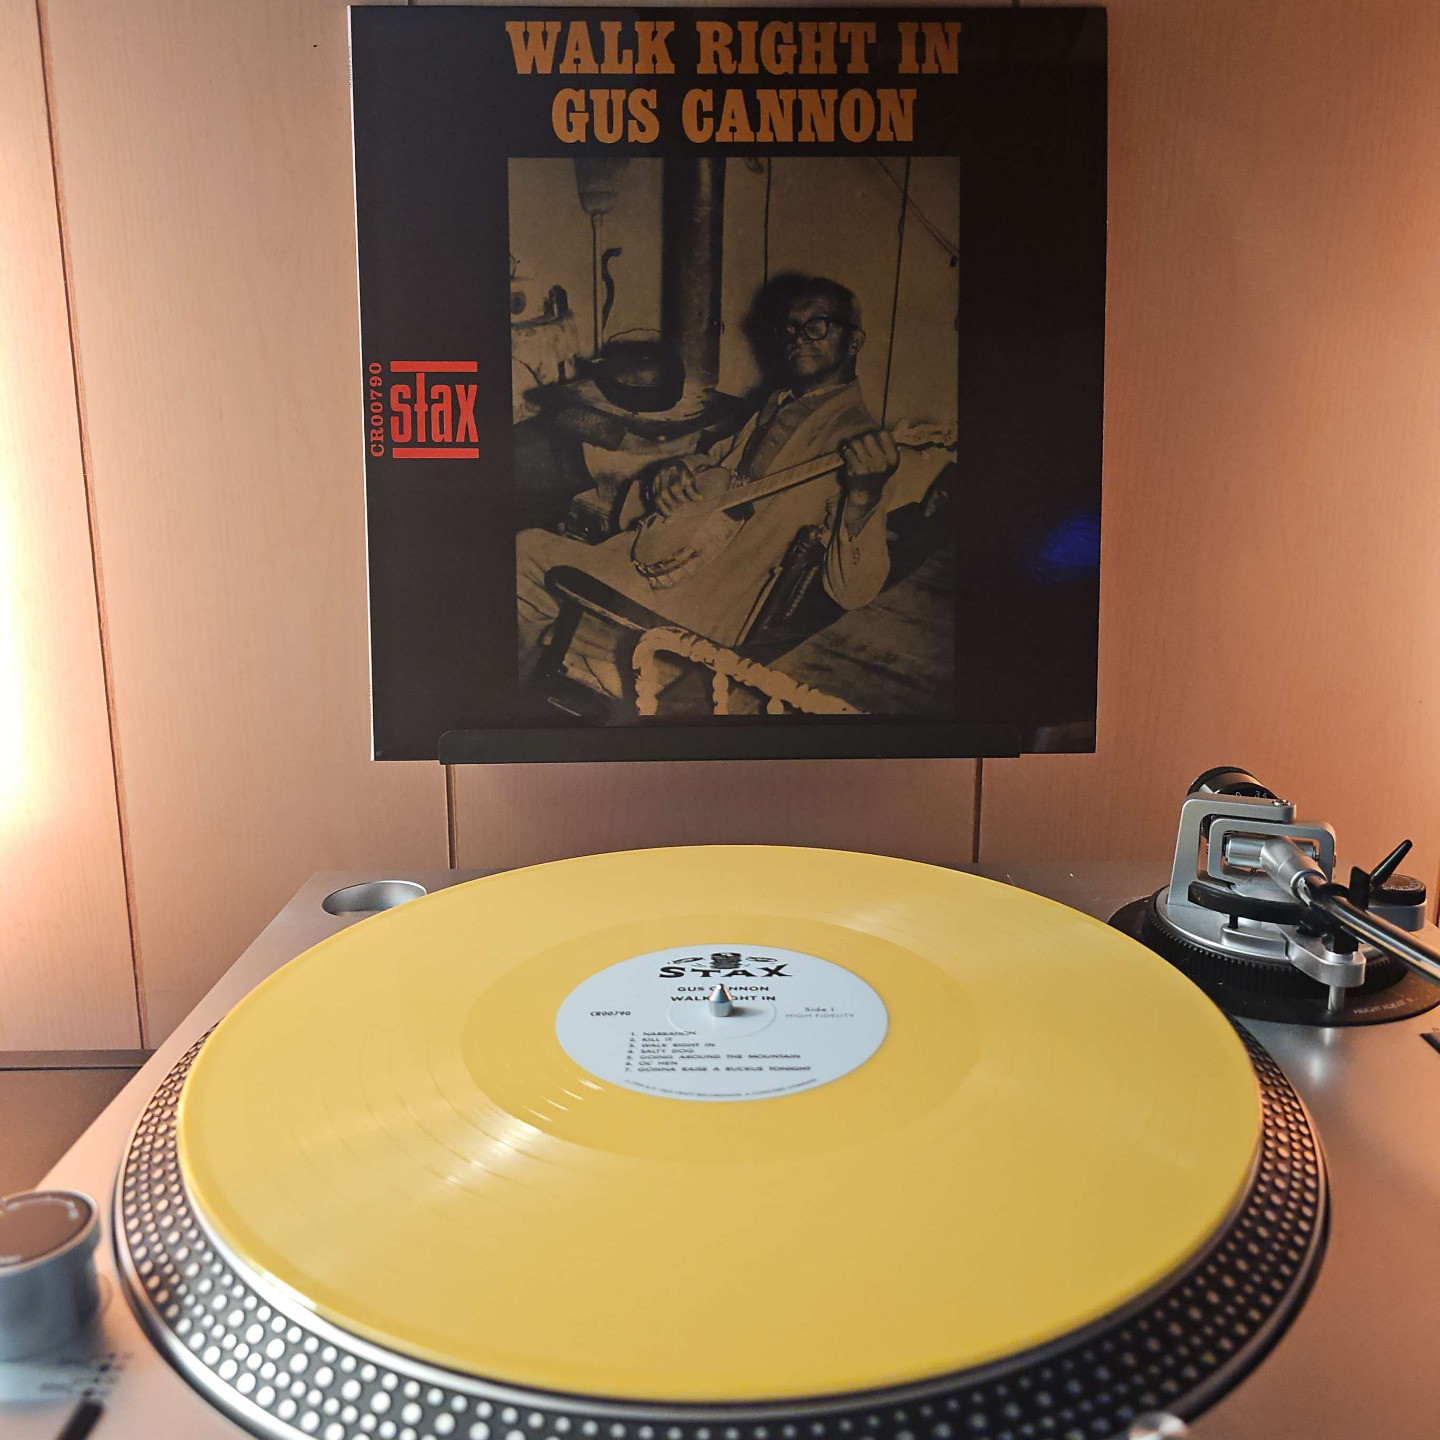 WALK RIGHT IN
GUS CANNON
CR00790
stax
STAX
GUS CANNON
WALK RIGHT IN
CR00790
Side 1
HIGH FIDELITY
1. NARRATION
2. KILL IT
3. WALK RIGHT IN
4. SALTY DOG
5. GOING AROUND THE MOUNTAIN
6. OL' HEN
7. GONNA RAISE A RUCKUS TONIGHT